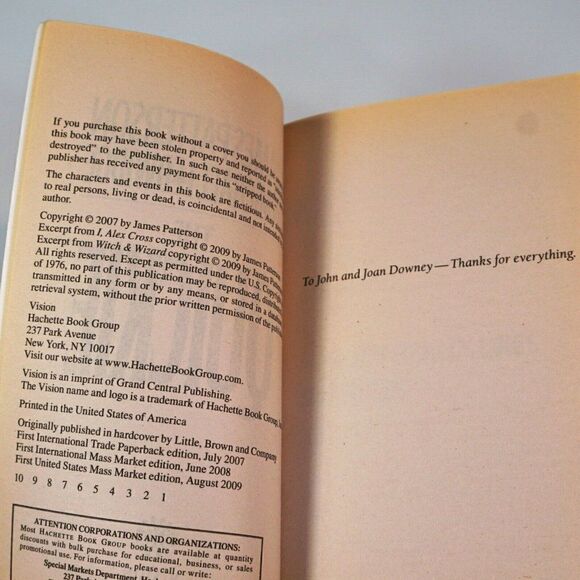 If you purchase this book without a cover you should be
this book may have been stolen property and reported as
destroyed" to the publisher. In such case neither the author
publisher has received any payment for this "stripped book."
The characters and events in this book are fictitious. Any
to real persons, living or dead, is coincidental and not intended
author.
Copyright © 2007 by James Patterson
Excerpt from I, Alex Cross copyright © 2009 by James Patterson
Excerpt from Witch & Wizard copyright © 2009 by James Patterson
All rights reserved. Except as permitted under the U.S. Copyright
of 1976, no part of this publication may be reproduced,
transmitted in any form or by any means, or stored in a
retrieval system, without the prior written permission of the
Vision
Hachette Book Group
237 Park Avenue
New York, NY 10017
Visit our website at www.HachetteBookGroup.com.
Vision is an imprint of Grand Central Publishing.
The Vision name and logo is a trademark of Hachette Book Group,
Printed in the United States of America
Originally published in hardcover by Little, Brown and Company
First International Trade Paperback edition, July 2007
First International Mass Market edition, June 2008
First United States Mass Market edition, August 2009
10 9 8 7 6 5 4 3 2 1
ATTENTION CORPORATIONS AND ORGANIZATIONS:
Most HACHETTE BOOK GROUP books are available at quantity
discounts with bulk purchase for educational, business, or sales
promotional use. For information, please call or write:
Special Markets Department,
237
To John and Joan Downey—Thanks for everything.